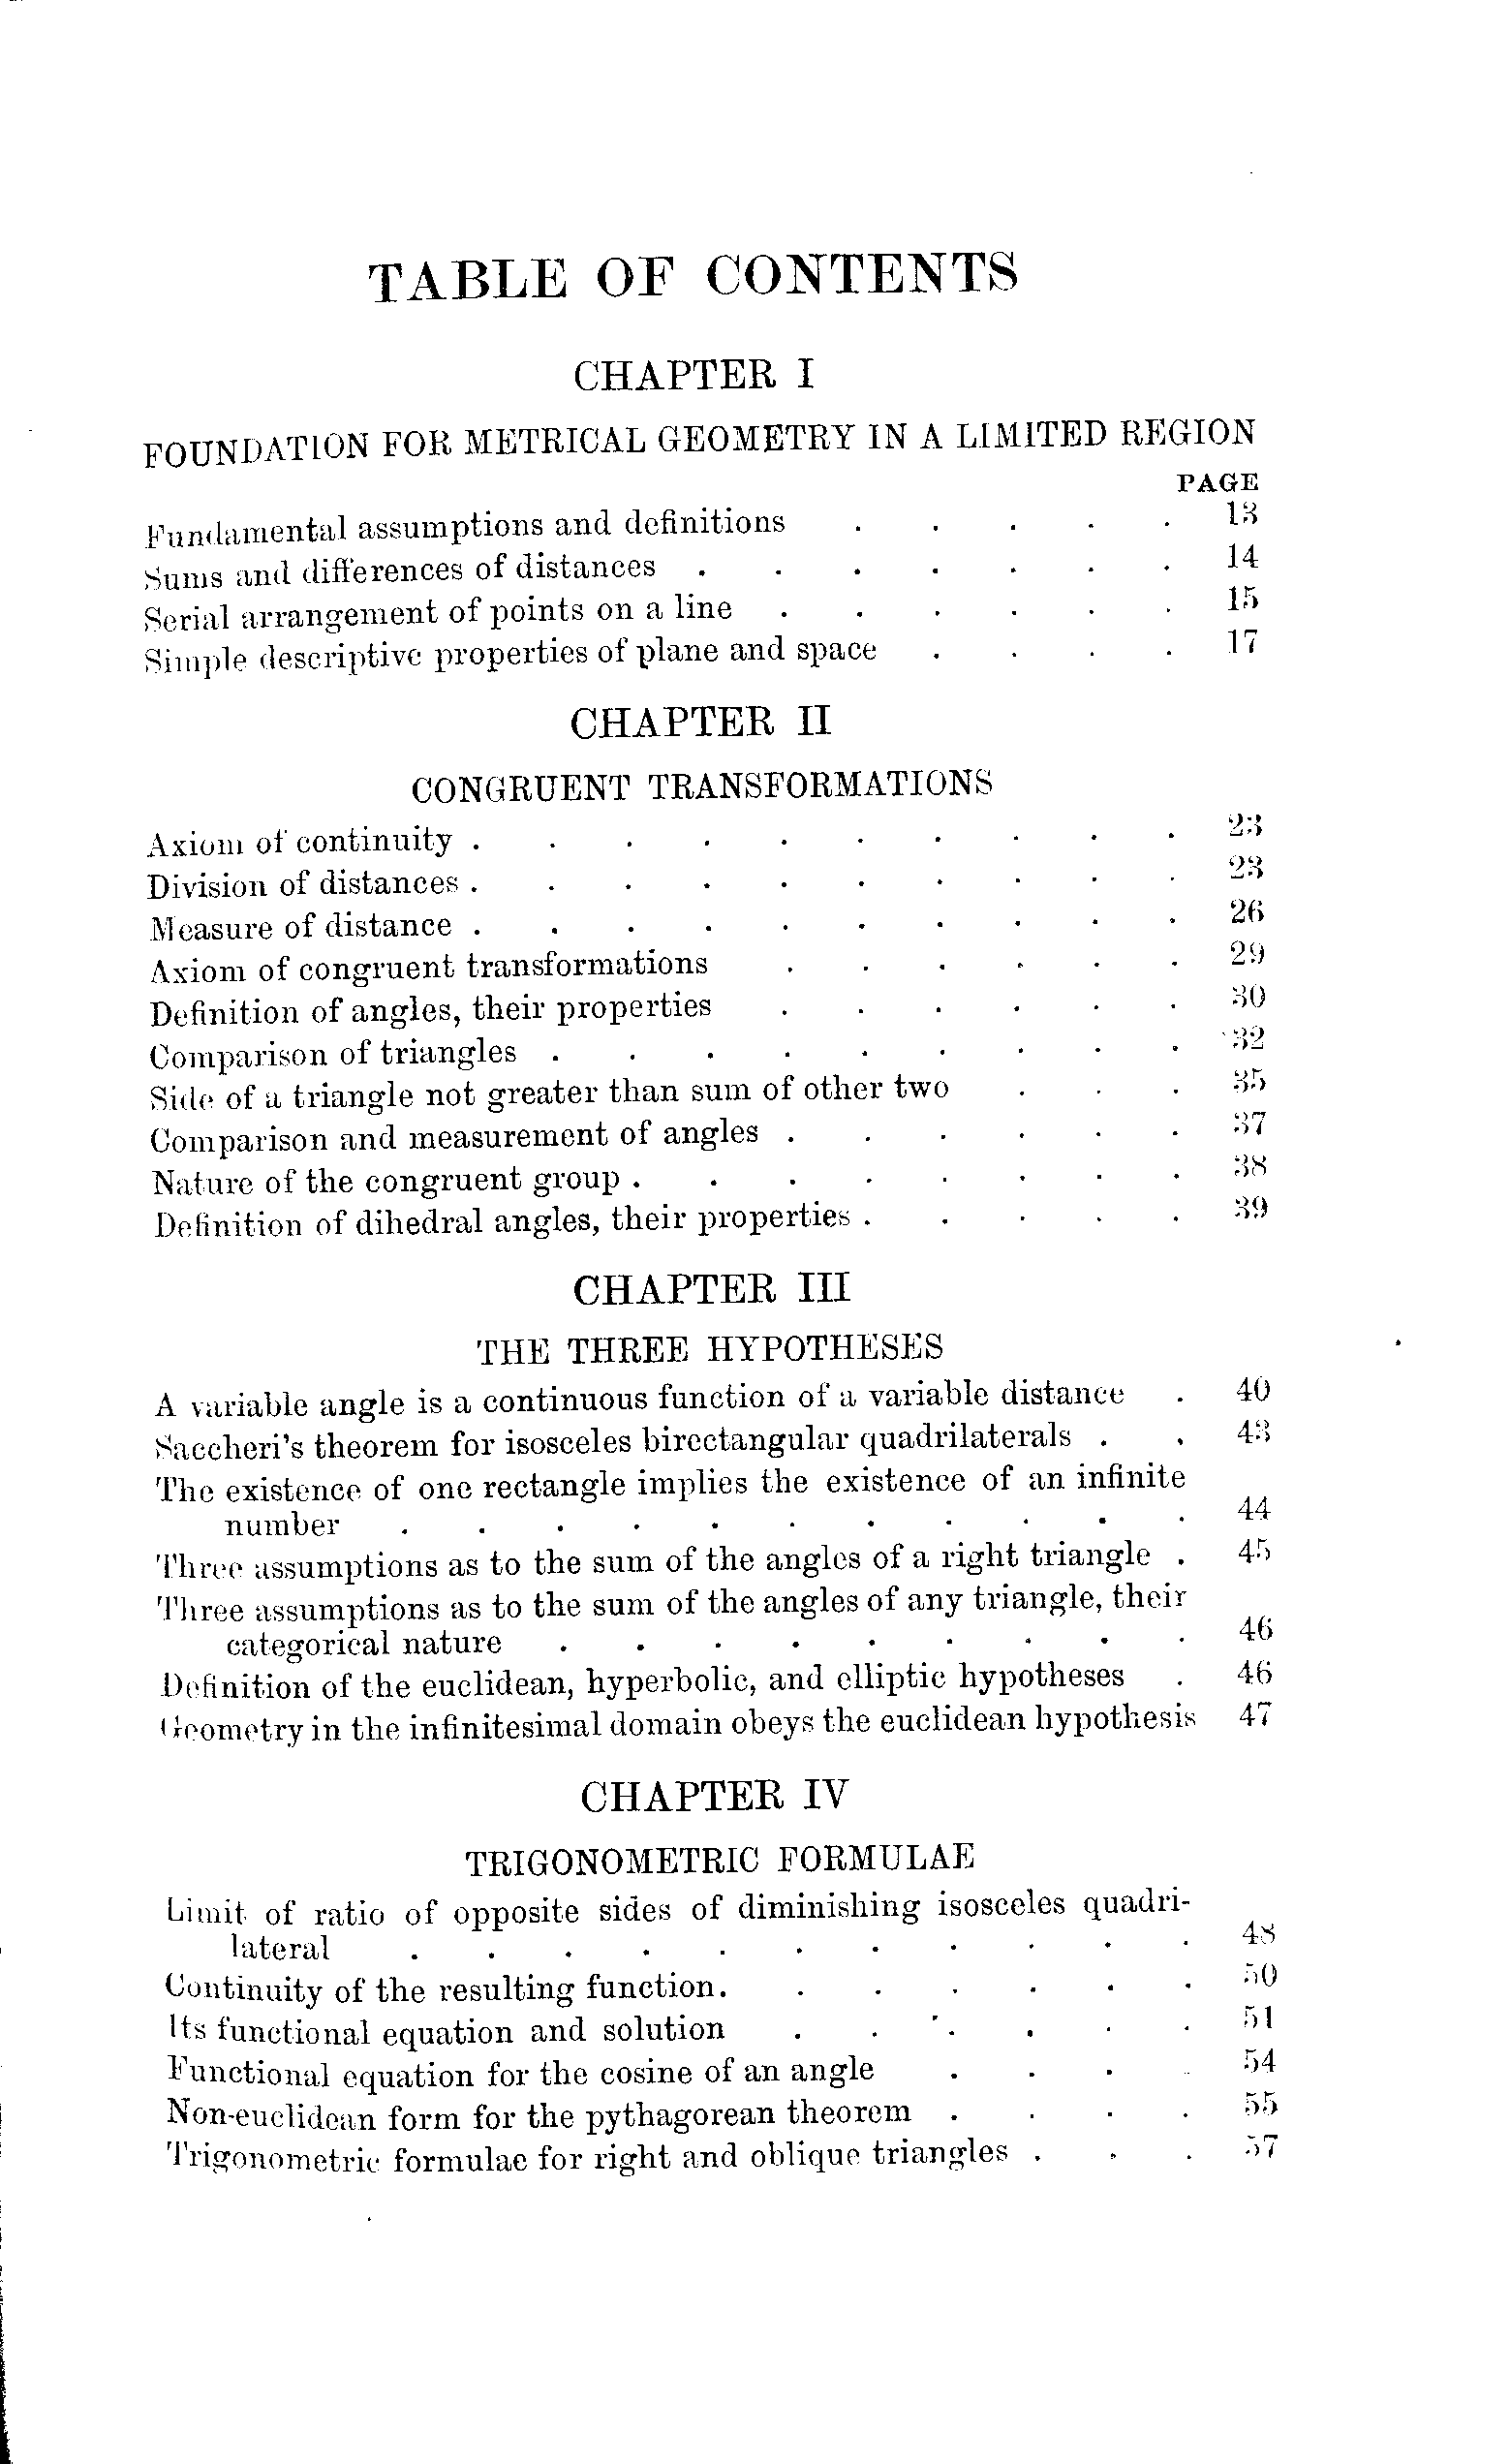 TABLE OF CONTENTS
CHAPTER I
FOUNDATION FOR METRICAL GEOMETRY IN A LIMITED REGION
PAGE
Fundamental assumptions and definitions . . . . . 13
Sums and differences of distances . . . . . . . 14
Serial arrangement of points on a line . . . . . . 15
Simple descriptive properties of plane and space . . . . 17
CHAPTER II
CONGRUENT TRANSFORMATIONS
Axiom of continuity . . . . . . . . . . 23
Division of distances . . . . . . . . . . 23
Measure of distance . . . . . . . . . . 26
Axiom of congruent transformations . . . . . . 29
Definition of angles, their properties . . . . . . 30
Comparison of triangles . . . . . . . . . 32
Side of a triangle not greater than sum of other two . . . 35
Comparison and measurement of angles . . . . . . 37
Nature of the congruent group . . . . . . . . 38
Definition of dihedral angles, their properties . . . . . 39
CHAPTER III
THE THREE HYPOTHESES
A variable angle is a continuous function of a variable distance . 40
Saccheri's theorem for isosceles birectangular quadrilaterals . . 43
The existence of one rectangle implies the existence of an infinite
number . . . . . . . . . . . 44
Three assumptions as to the sum of the angles of a right triangle . 45
Three assumptions as to the sum of the angles of any triangle, their
categorical nature . . . . . . . . . 46
Definition of the euclidean, hyperbolic, and elliptic hypotheses . 46
Geometry in the infinitesimal domain obeys the euclidean hypothesis 47
CHAPTER IV
TRIGONOMETRIC FORMULAE
Limit of ratio of opposite sides of diminishing isosceles quadri-
lateral . . . . . . . . . . . 48
Continuity of the resulting function . . . . . . . 50
Its functional equation and solution . . . . . . 51
Functional equation for the cosine of an angle . . . . 54
Non-euclidean form for the pythagorean theorem . . . . 55
Trigonometric formulae for right and oblique triangles . . . 57